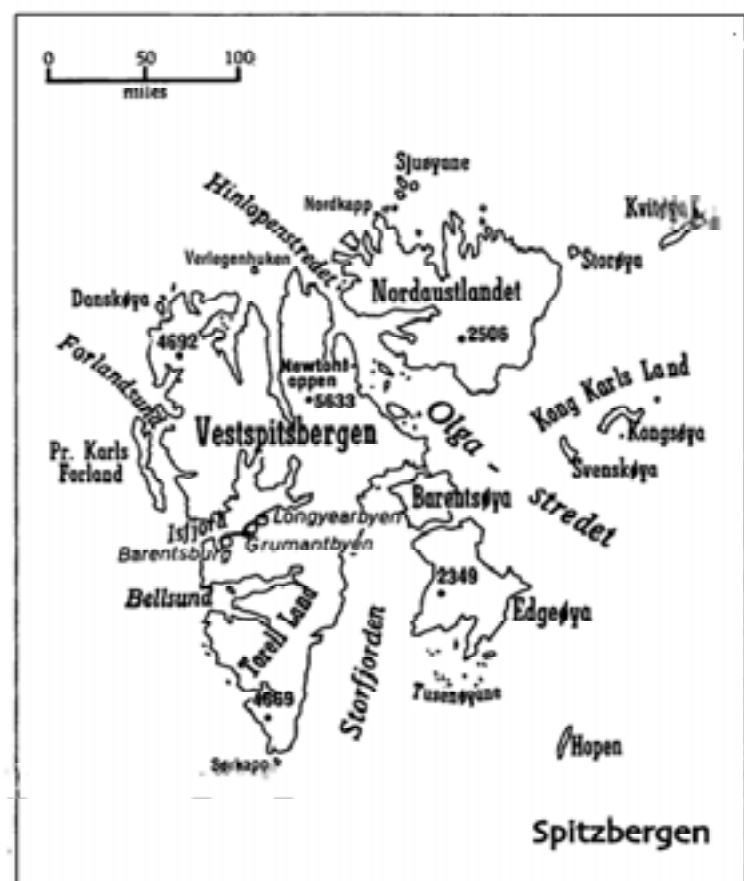 0 50 100
miles
Sjuøyane
Hinlopenstredet
Nordkapp
Storøya
Verlegenhuken
Nordaustlandet
Danskøya
2506
4692
Forlandsund
Newtontoppen
5633
Kong Karls Land
Olga-stredet
Vestspitsbergen
Kongsøya
Pr. Karls
Forland
Svenskøya
Barentsøya
Isfjord
Longyearbyen
Barentsburg
Grumantbyen
2349
Bellsund
Edgeøya
Torell Land
Storfjorden
Tusenøyane
4669
Hopen
Sørkapp
Spitzbergen